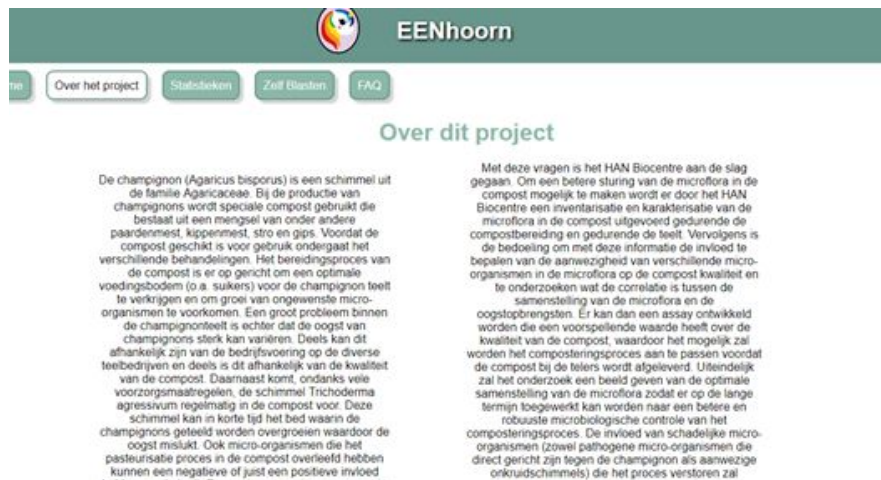 EENhoorn
me
Over het project
Statistieken
Zelf Blasten
FAQ
Over dit project
De champignon (Agaricus bisporus) is een schimmel uit
de familie Agaricaceae. Bij de productie van
champignons wordt speciale compost gebruikt die
bestaat uit een mengsel van onder andere
paardenmest, kippenmest, stro en gips. Voordat de
compost geschikt is voor gebruik ondergaat het
verschillende behandelingen. Het bereidingsproces van
de compost is er op gericht om een optimale
voedingsbodem (o.a. suikers) voor de champignon teelt
te verkrijgen en om groei van ongewenste micro-
organismen te voorkomen. Een groot probleem binnen
de champignonteelt is echter dat de oogst van
champignons sterk kan variëren. Deels kan dit
afhankelijk zijn van de bedrijfsvoering op de diverse
teelbedrijven en deels is dit afhankelijk van de kwaliteit
van de compost. Daarnaast komt, ondanks vele
voorzorgsmaatregelen, de schimmel Trichoderma
agressivum regelmatig in de compost voor. Deze
schimmel kan in korte tijd het bed waarin de
champignons geteeld worden overgroeien waardoor de
oogst mislukt. Ook micro-organismen die het
pasteurisatie proces in de compost overleefd hebben
kunnen een negatieve of juist een positieve invloed
Met deze vragen is het HAN Biocentre aan de slag
gegaan. Om een betere sturing van de microflora in de
compost mogelijk te maken wordt er door het HAN
Biocentre een inventarisatie en karakterisatie van de
microflora in de compost uitgevoerd gedurende de
compostbereiding en gedurende de teelt. Vervolgens is
de bedoeling om met deze informatie de invloed te
bepalen van de aanwezigheid van verschillende micro-
organismen in de microflora op de compost kwaliteit en
te onderzoeken wat de correlatie is tussen de
samenstelling van de microflora en de
oogstopbrengsten. Er kan dan een assay ontwikkeld
worden die een voorspellende waarde heeft over de
kwaliteit van de compost, waardoor het mogelijk zal
worden het composteringsproces aan te passen voordat
de compost bij de telers wordt afgeleverd. Uiteindelijk
zal het onderzoek een beeld geven van de optimale
samenstelling van de microflora zodat er op de lange
termijn toegewerkt kan worden naar een betere en
robuuste microbiologische controle van het
composteringsproces. De invloed van schadelijke micro-
organismen (zowel pathogene micro-organismen die
direct gericht zijn tegen de champignon als aanwezige
onkruidschimmels) die het proces verstoren zal